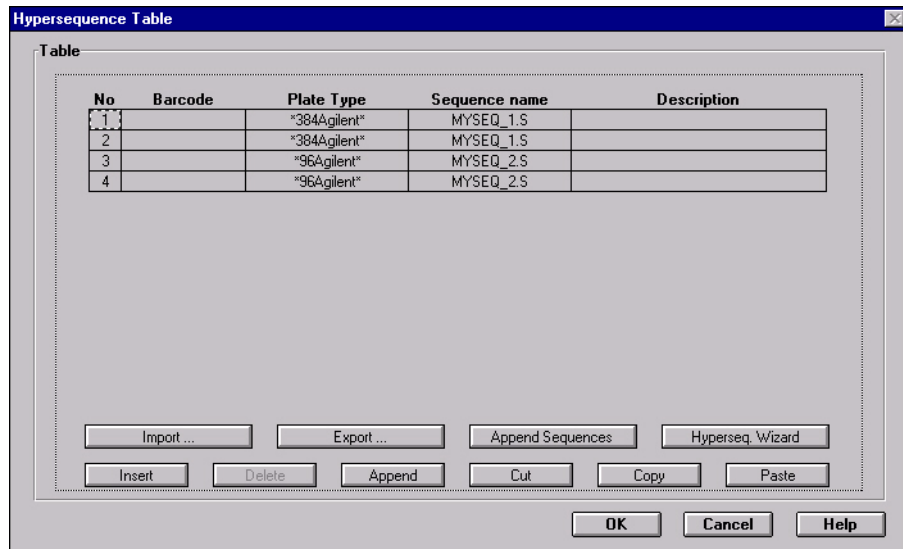 Hypersequence Table
Table
No Barcode Plate Type Sequence name Description
1 *384Agilent* MYSEQ_1.S
2 *384Agilent* MYSEQ_1.S
3 *96Agilent* MYSEQ_2.S
4 *96Agilent* MYSEQ_2.S
Import ... Export ... Append Sequences Hyperseq. Wizard
Insert Delete Append Cut Copy Paste
OK Cancel Help